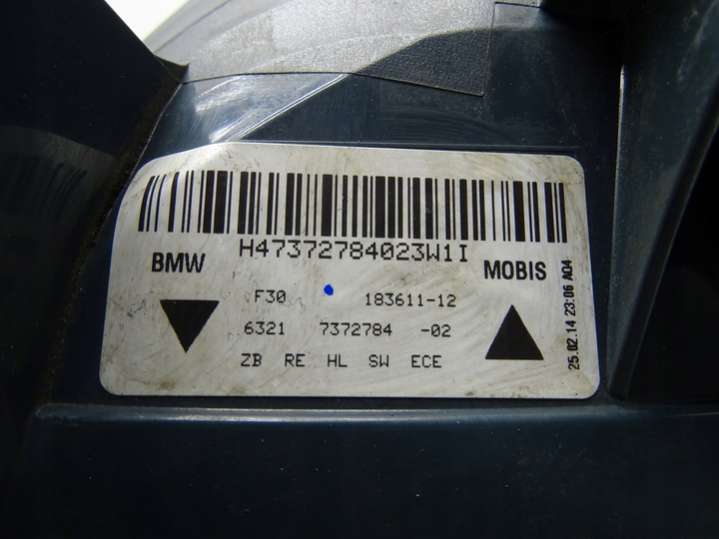 H47372784023W1I
BMW MOBIS
F30 183611-12
6321 7372784 -02
ZB RE HL SW ECE
25.02.14 23:06 A04